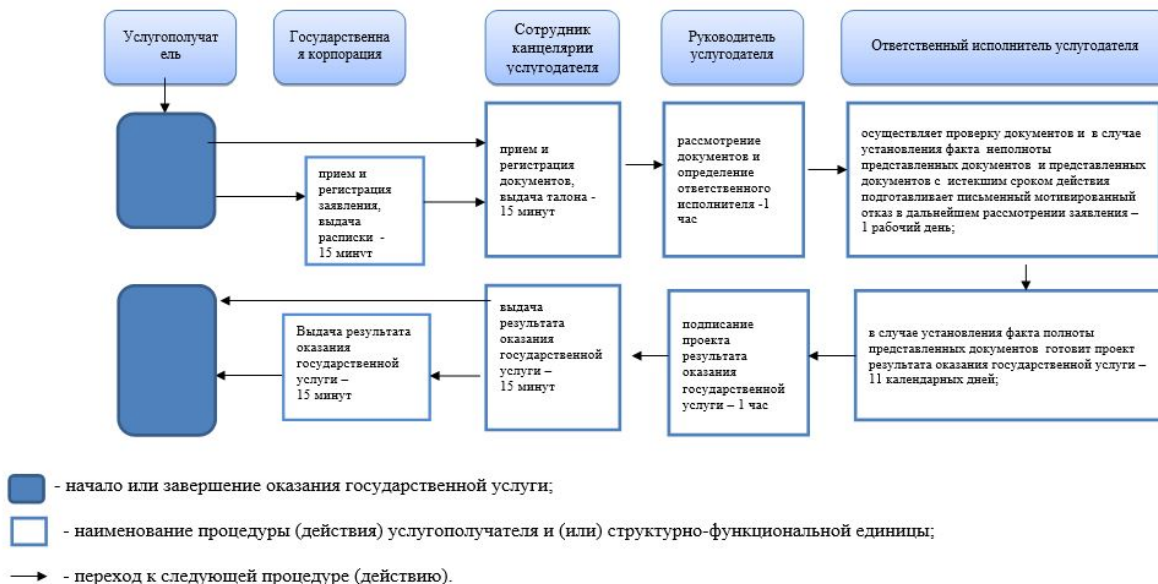 Услугополучат
ель
Государственна
я корпорация
Сотрудник
канцелярии
услугодателя
Руководитель
услугодателя
Ответственный исполнитель услугодателя
прием и
регистрация
заявления,
выдача
расписки -
15 минут
прием и
регистрация
документов,
выдача талона -
15 минут
рассмотрение
документов и
определение
ответственного
исполнителя -1
час
осуществляет проверку документов и в случае
установления факта неполноты
представленных документов и представленных
документов с истекшим сроком действия
подготавливает письменный мотивированный
отказ в дальнейшем рассмотрении заявления –
1 рабочий день;
Выдача результата
оказания
государственной
услуги –
15 минут
выдача
результата
оказания
государственной
услуги –
15 минут
подписание
проекта
результата
оказания
государственной
услуги – 1 час
в случае установления факта полноты
представленных документов готовит проект
результата оказания государственной услуги –
11 календарных дней;
- начало или завершение оказания государственной услуги;
- наименование процедуры (действия) услугополучателя и (или) структурно-функциональной единицы;
- переход к следующей процедуре (действию).